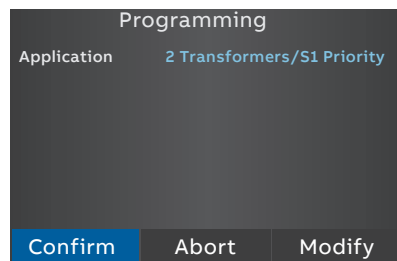 Programming
Application 2 Transformers/S1 Priority
Confirm Abort Modify